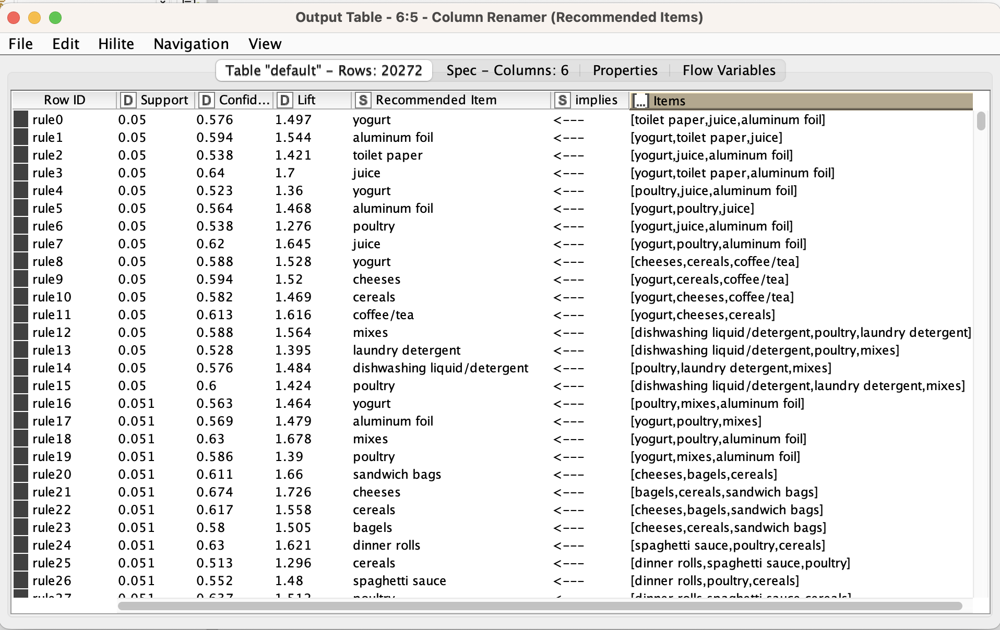 Output Table - 6:5 - Column Renamer (Recommended Items)
File Edit Hilite Navigation View
Table "default" – Rows: 20272 Spec – Columns: 6 Properties Flow Variables
Row ID D Support D Confid... D Lift S Recommended Item S implies [...] Items
rule0 0.05 0.576 1.497 yogurt <--- [toilet paper,juice,aluminum foil]
rule1 0.05 0.594 1.544 aluminum foil <--- [yogurt,toilet paper,juice]
rule2 0.05 0.538 1.421 toilet paper <--- [yogurt,juice,aluminum foil]
rule3 0.05 0.64 1.7 juice <--- [yogurt,toilet paper,aluminum foil]
rule4 0.05 0.523 1.36 yogurt <--- [poultry,juice,aluminum foil]
rule5 0.05 0.564 1.468 aluminum foil <--- [yogurt,poultry,juice]
rule6 0.05 0.538 1.276 poultry <--- [yogurt,juice,aluminum foil]
rule7 0.05 0.62 1.645 juice <--- [yogurt,poultry,aluminum foil]
rule8 0.05 0.588 1.528 yogurt <--- [cheeses,cereals,coffee/tea]
rule9 0.05 0.594 1.52 cheeses <--- [yogurt,cereals,coffee/tea]
rule10 0.05 0.582 1.469 cereals <--- [yogurt,cheeses,coffee/tea]
rule11 0.05 0.613 1.616 coffee/tea <--- [yogurt,cheeses,cereals]
rule12 0.05 0.588 1.564 mixes <--- [dishwashing liquid/detergent,poultry,laundry detergent]
rule13 0.05 0.528 1.395 laundry detergent <--- [dishwashing liquid/detergent,poultry,mixes]
rule14 0.05 0.576 1.484 dishwashing liquid/detergent <--- [poultry,laundry detergent,mixes]
rule15 0.05 0.6 1.424 poultry <--- [dishwashing liquid/detergent,laundry detergent,mixes]
rule16 0.051 0.563 1.464 yogurt <--- [poultry,mixes,aluminum foil]
rule17 0.051 0.569 1.479 aluminum foil <--- [yogurt,poultry,mixes]
rule18 0.051 0.63 1.678 mixes <--- [yogurt,poultry,aluminum foil]
rule19 0.051 0.586 1.39 poultry <--- [yogurt,mixes,aluminum foil]
rule20 0.051 0.611 1.66 sandwich bags <--- [cheeses,bagels,cereals]
rule21 0.051 0.674 1.726 cheeses <--- [bagels,cereals,sandwich bags]
rule22 0.051 0.617 1.558 cereals <--- [cheeses,bagels,sandwich bags]
rule23 0.051 0.58 1.505 bagels <--- [cheeses,cereals,sandwich bags]
rule24 0.051 0.63 1.621 dinner rolls <--- [spaghetti sauce,poultry,cereals]
rule25 0.051 0.513 1.296 cereals <--- [dinner rolls,spaghetti sauce,poultry]
rule26 0.051 0.552 1.48 spaghetti sauce <--- [dinner rolls,poultry,cereals]
rule27 0.051 0.637 poultry [dinner rolls,spaghetti sauce,cereals]